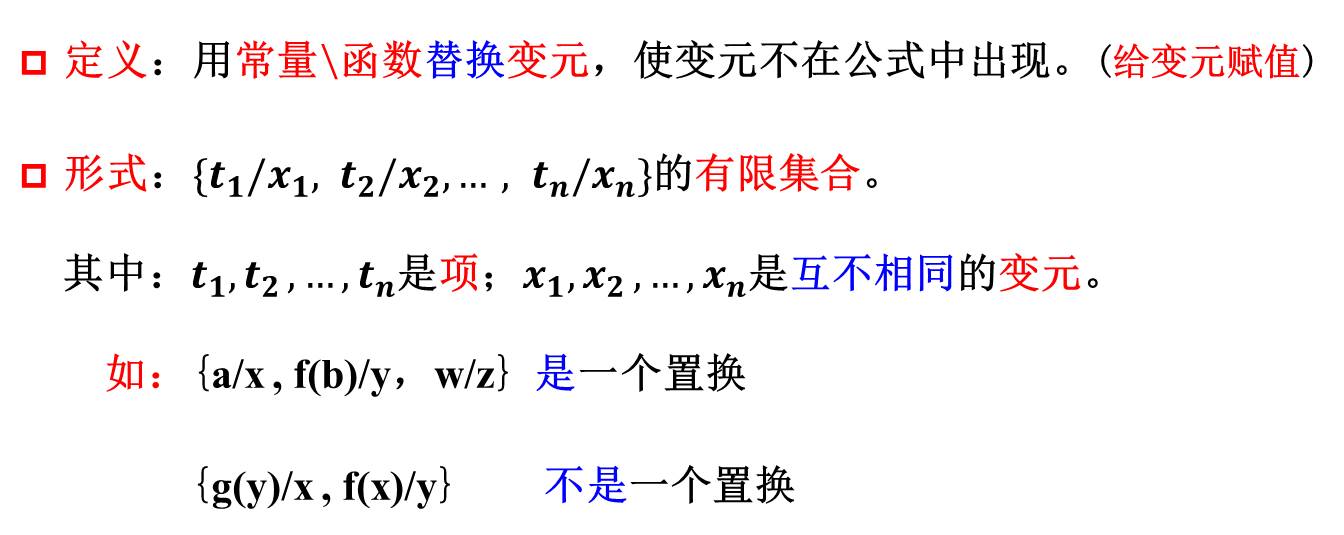 定义：用常量\函数替换变元，使变元不在公式中出现。(给变元赋值)
形式：{t₁/x₁, t₂/x₂,… , tₙ/xₙ}的有限集合。
其中：t₁,t₂ ,…,tₙ是项；x₁,x₂ ,…,xₙ是互不相同的变元。
如：{a/x , f(b)/y，w/z} 是一个置换
{g(y)/x , f(x)/y} 不是一个置换